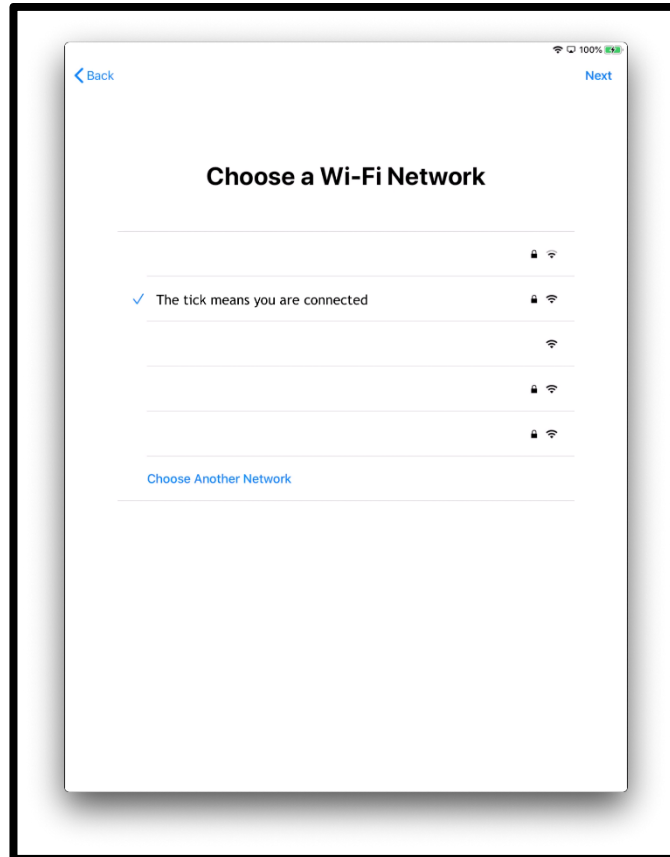 100%
Back
Next
Choose a Wi-Fi Network
The tick means you are connected
Choose Another Network